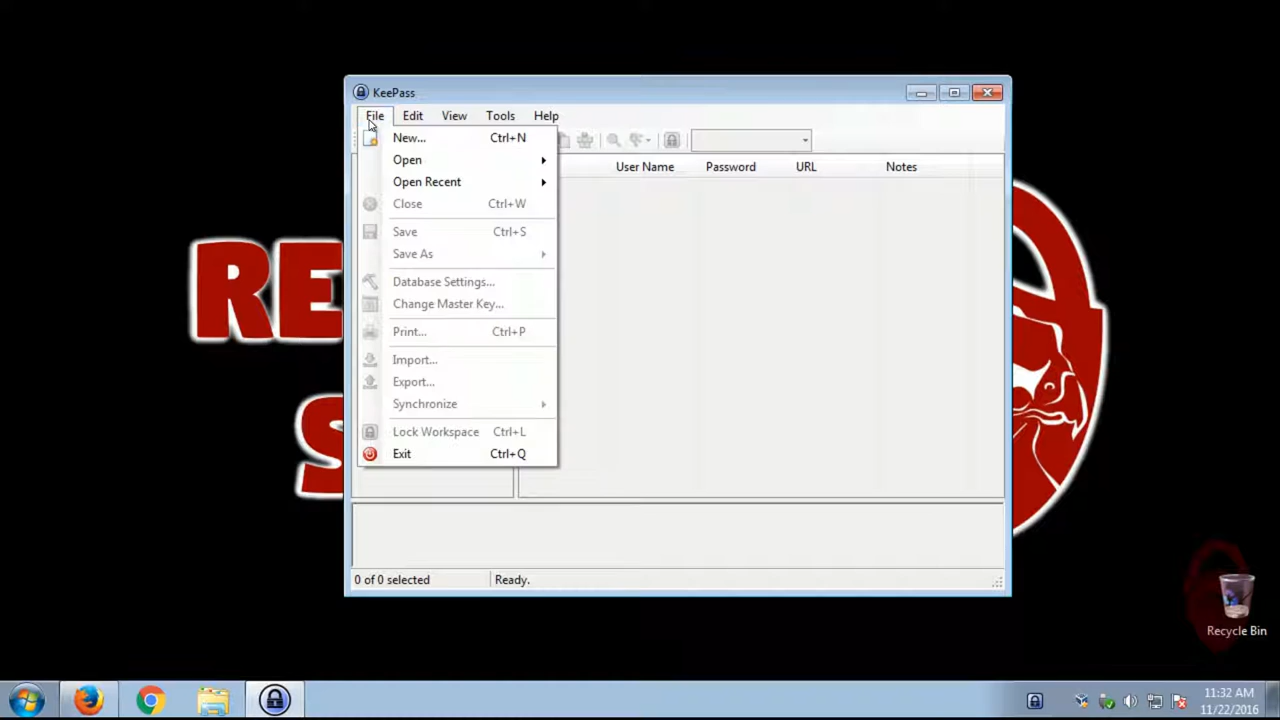 KeePass
File Edit View Tools Help
New... Ctrl+N
User Name Password URL Notes
Open
Open Recent
Close Ctrl+W
Save Ctrl+S
Save As
RE
Database Settings...
Change Master Key...
Print... Ctrl+P
Import...
Export...
Synchronize
S
Lock Workspace Ctrl+L
Exit Ctrl+Q
0 of 0 selected Ready.
Recycle Bin
11:32 AM
11/22/2016